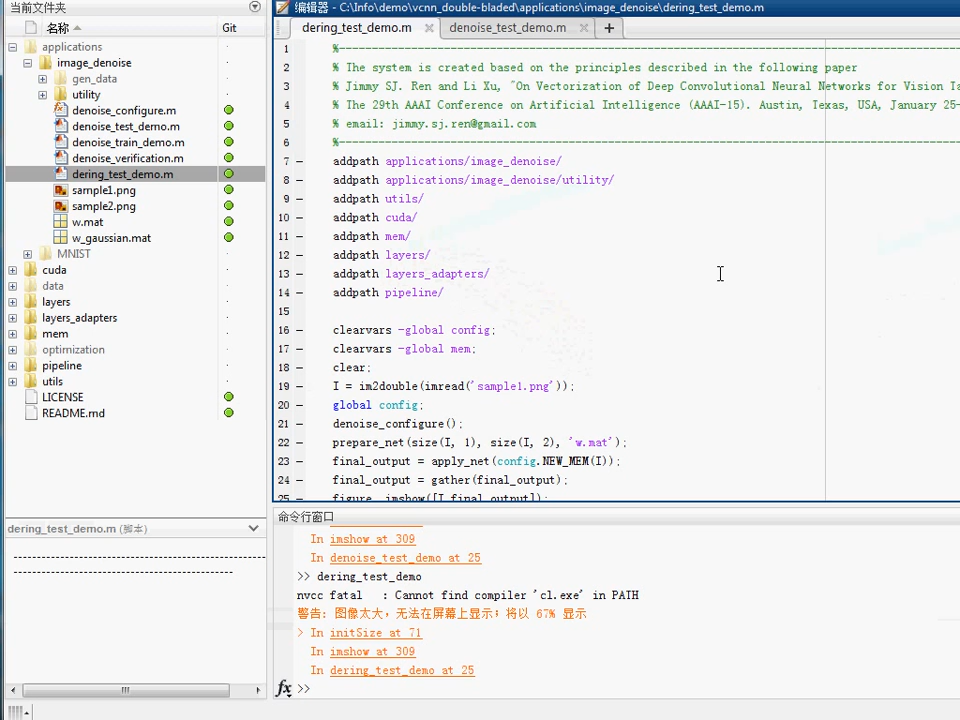 当前文件夹
名称
Git
applications
image_denoise
gen_data
utility
denoise_configure.m
denoise_test_demo.m
denoise_train_demo.m
denoise_verification.m
dering_test_demo.m
sample1.png
sample2.png
w.mat
w_gaussian.mat
MNIST
cuda
data
layers
layers_adapters
mem
optimization
pipeline
utils
LICENSE
README.md
dering_test_demo.m (脚本)
编辑器 - C:\Info\demo\vcnn_double-bladed\applications\image_denoise\dering_test_demo.m
dering_test_demo.m
denoise_test_demo.m
1 %-----------------------------------------------------------------
2 % The system is created based on the principles described in the following paper
3 % Jimmy SJ. Ren and Li Xu, "On Vectorization of Deep Convolutional Neural Networks for Vision Ta
4 % The 29th AAAI Conference on Artificial Intelligence (AAAI-15). Austin, Texas, USA, January 25-
5 % email: jimmy.sj.ren@gmail.com
6 %-----------------------------------------------------------------
7 – addpath applications/image_denoise/
8 – addpath applications/image_denoise/utility/
9 – addpath utils/
10 – addpath cuda/
11 – addpath mem/
12 – addpath layers/
13 – addpath layers_adapters/
14 – addpath pipeline/
15
16 – clearvars -global config;
17 – clearvars -global mem;
18 – clear;
19 – I = im2double(imread('sample1.png'));
20 – global config;
21 – denoise_configure();
22 – prepare_net(size(I, 1), size(I, 2), 'w.mat');
23 – final_output = apply_net(config.NEW_MEM(I));
24 – final_output = gather(final_output);
25 – figure, imshow([I final_output]);
命令行窗口
In imshow at 309
In denoise_test_demo at 25
>> dering_test_demo
nvcc fatal : Cannot find compiler 'cl.exe' in PATH
警告: 图像太大，无法在屏幕上显示；将以 67% 显示
> In initSize at 71
In imshow at 309
In dering_test_demo at 25
fx >>